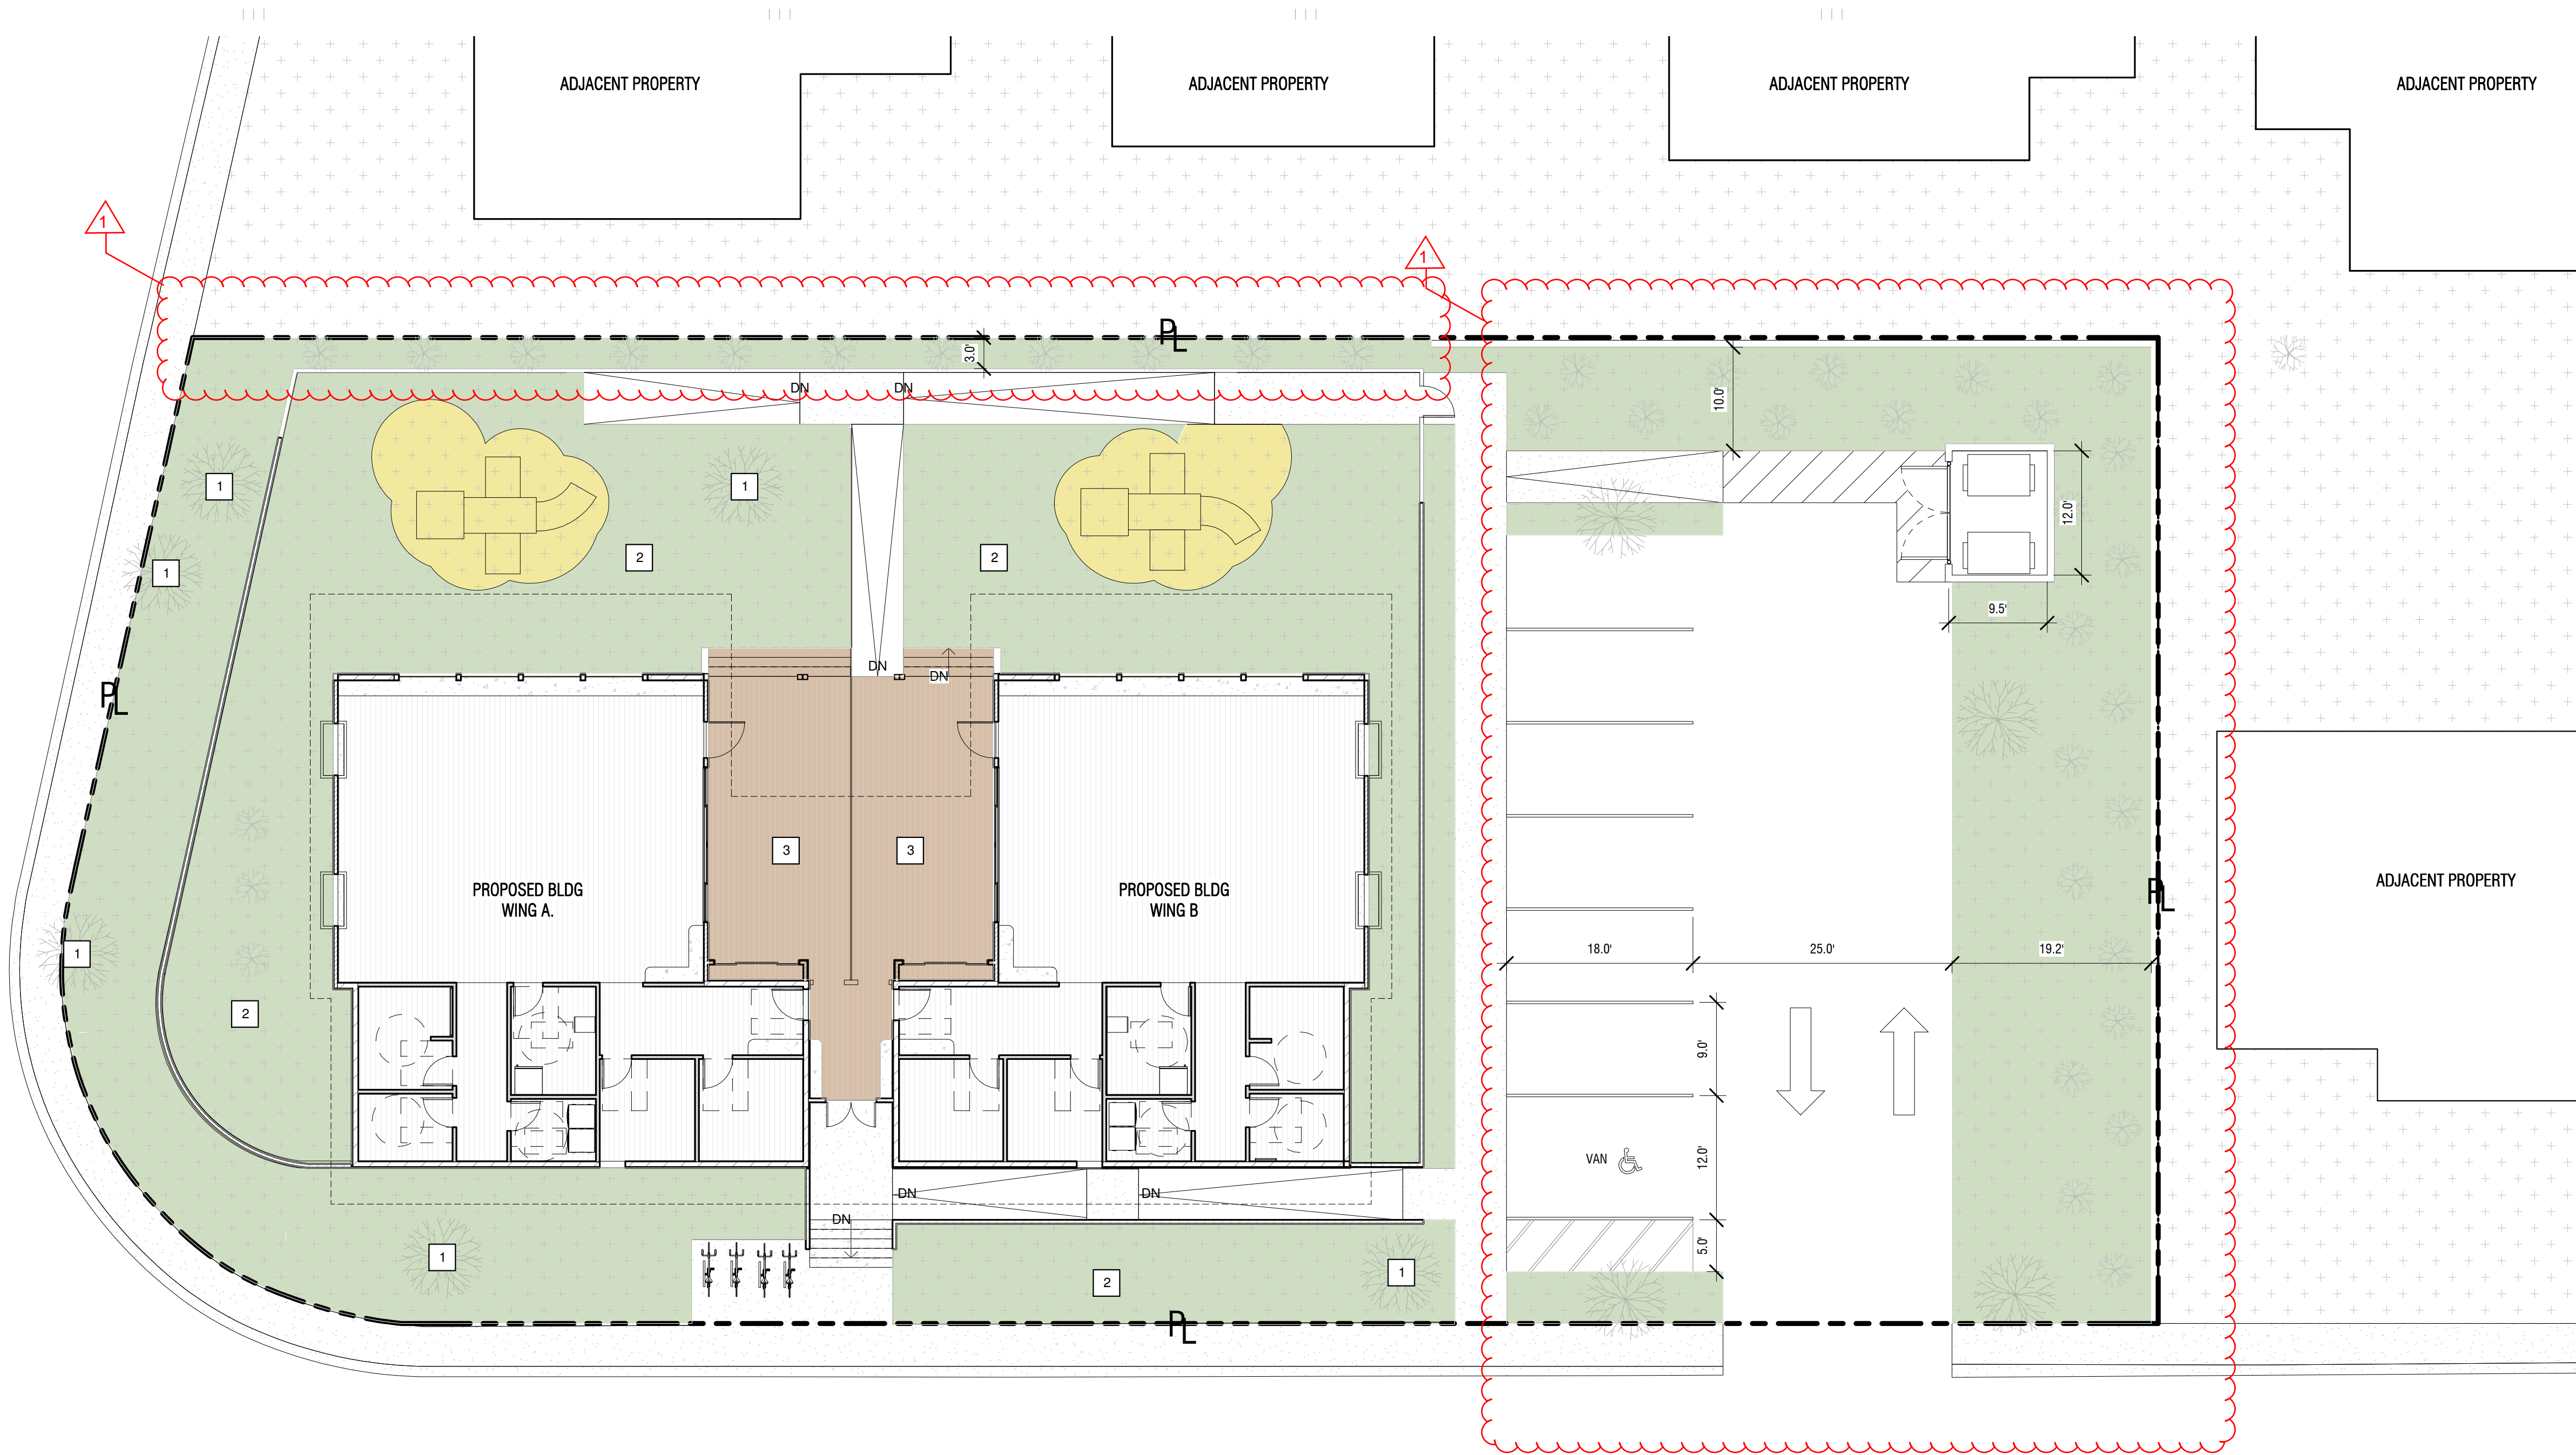 ADJACENT PROPERTY
ADJACENT PROPERTY
ADJACENT PROPERTY
ADJACENT PROPERTY
1
1
PL
3.0'
DN
DN
10.0'
1
1
12.0'
2
2
1
9.5'
DN
DN
PL
3
3
PROPOSED BLDG
WING A.
PROPOSED BLDG
WING B
ADJACENT PROPERTY
PL
18.0'
25.0'
19.2'
1
2
9.0'
VAN
12.0'
DN
DN
DN
5.0'
1
2
1
PL